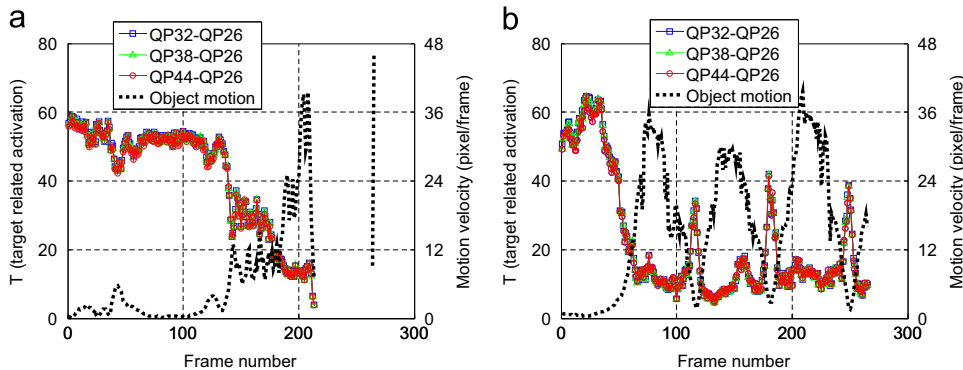 a
QP32-QP26
QP38-QP26
QP44-QP26
Object motion
80
60
40
20
0
48
36
24
12
0
0
100
200
300
T (target related activation)
Motion velocity (pixel/frame)
Frame number
b
QP32-QP26
QP38-QP26
QP44-QP26
Object motion
80
60
40
20
0
48
36
24
12
0
0
100
200
300
T (target related activation)
Motion velocity (pixel/frame)
Frame number